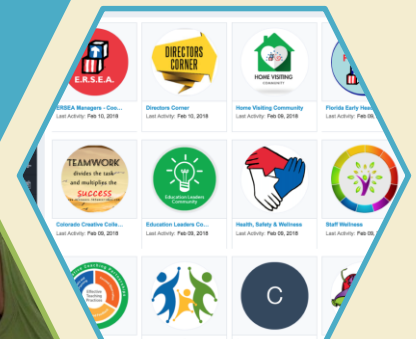 E.R.S.E.A.
DIRECTORS
CORNER
HOME VISITING
COMMUNITY
ERSEA Managers - Coo...
Last Activity: Feb 10, 2018
Directors Corner
Last Activity: Feb 10, 2018
Home Visiting Community
Last Activity: Feb 09, 2018
Florida Early Hea
Last Activity: Feb 09
TEAMWORK
divides the task
and multiplies the
success
Education Leaders
Community
Colorado Creative Colla...
Last Activity: Feb 09, 2018
Education Leaders Co...
Last Activity: Feb 09, 2018
Health, Safety & Wellness
Last Activity: Feb 09, 2018
Staff Wellness
Last Activity: Feb 09,
Effective
Teaching
Practices
C